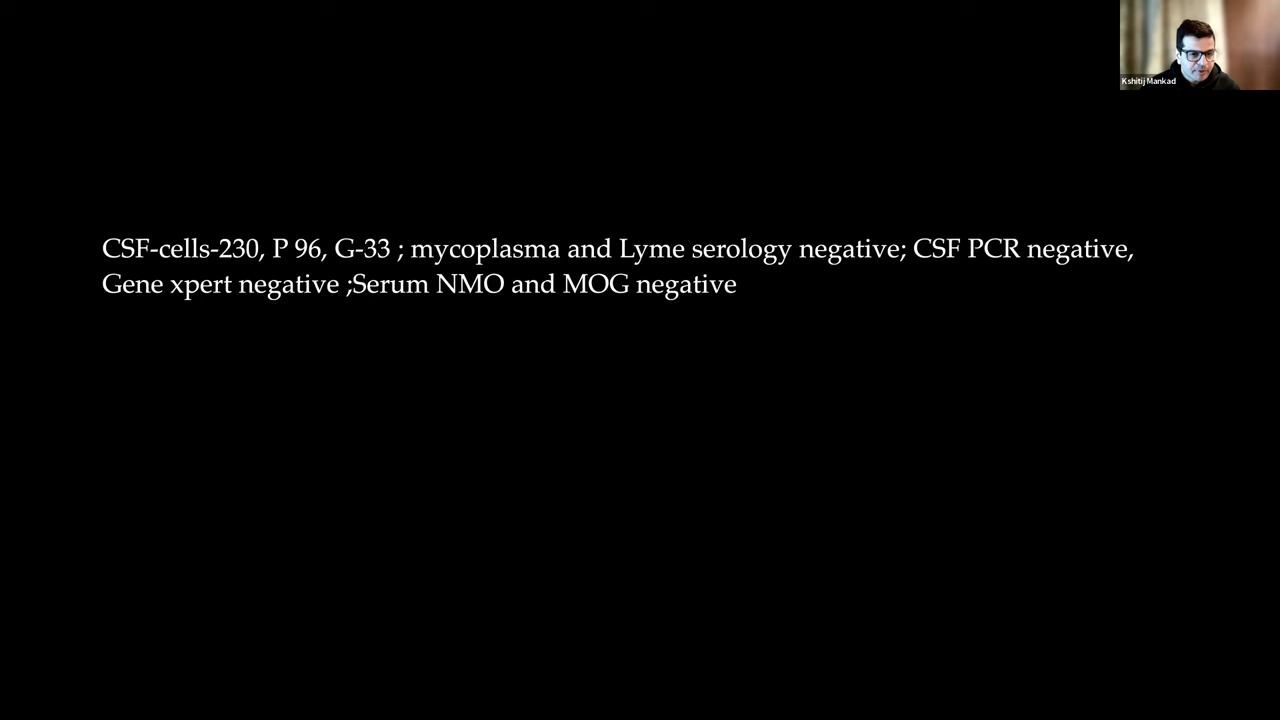 Kshitij Mankad
CSF-cells-230, P 96, G-33 ; mycoplasma and Lyme serology negative; CSF PCR negative,
Gene xpert negative ;Serum NMO and MOG negative